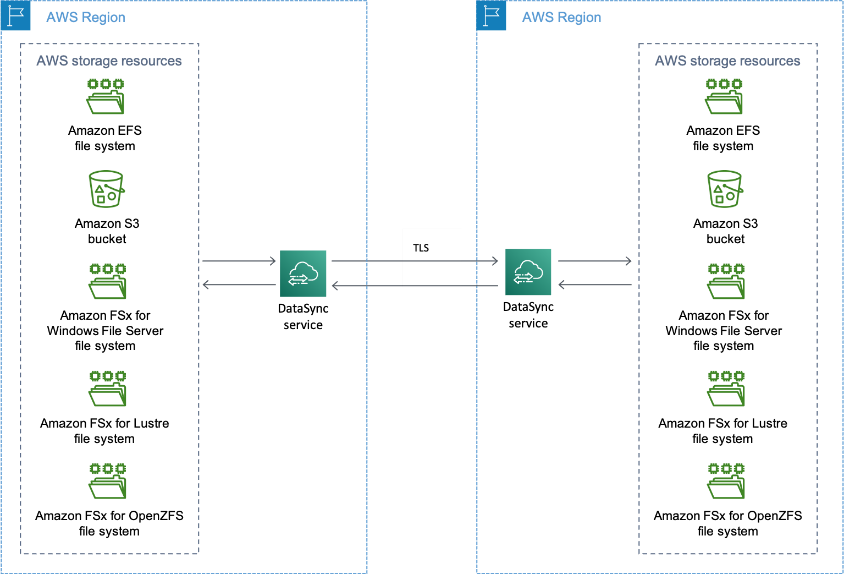 AWS Region
AWS storage resources
Amazon EFS
file system
Amazon S3
bucket
Amazon FSx for
Windows File Server
file system
Amazon FSx for Lustre
file system
Amazon FSx for OpenZFS
file system
DataSync
service
TLS
AWS Region
DataSync
service
AWS storage resources
Amazon EFS
file system
Amazon S3
bucket
Amazon FSx for
Windows File Server
file system
Amazon FSx for Lustre
file system
Amazon FSx for OpenZFS
file system